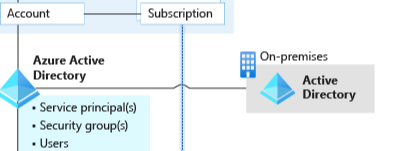 Account
Subscription
Azure Active
Directory
• Service principal(s)
• Security group(s)
• Users
On-premises
Active
Directory